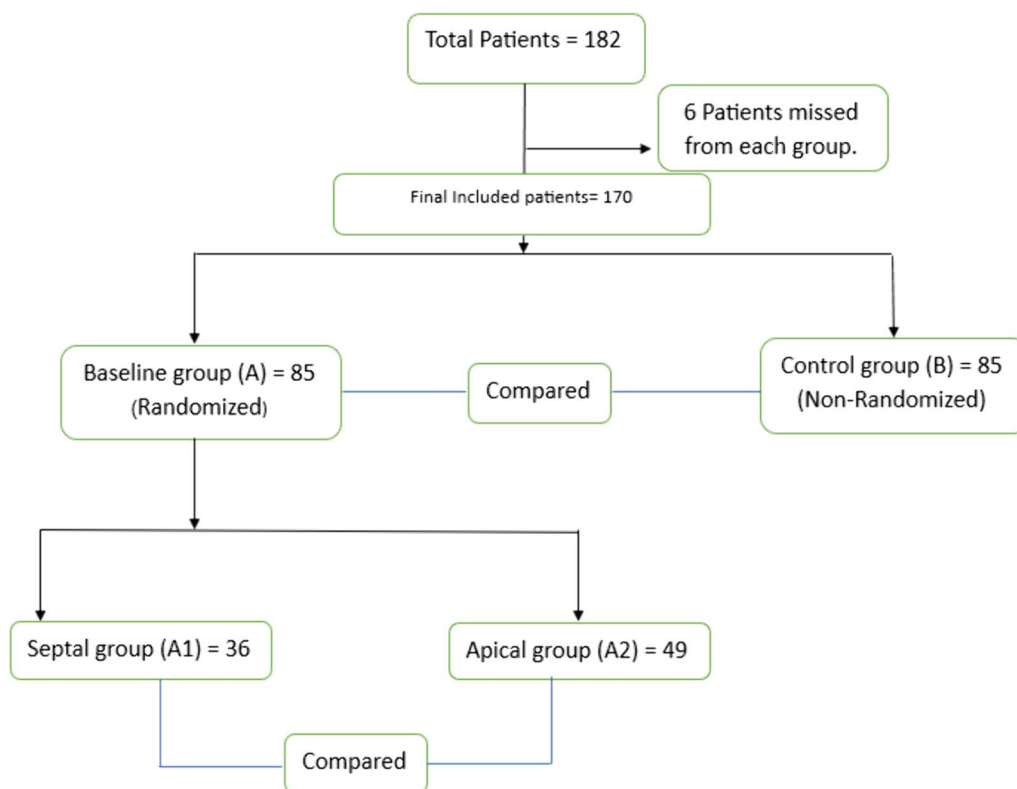 Total Patients = 182
6 Patients missed
from each group.
Final Included patients= 170
Baseline group (A) = 85
(Randomized)
Compared
Control group (B) = 85
(Non-Randomized)
Septal group (A1) = 36
Apical group (A2) = 49
Compared